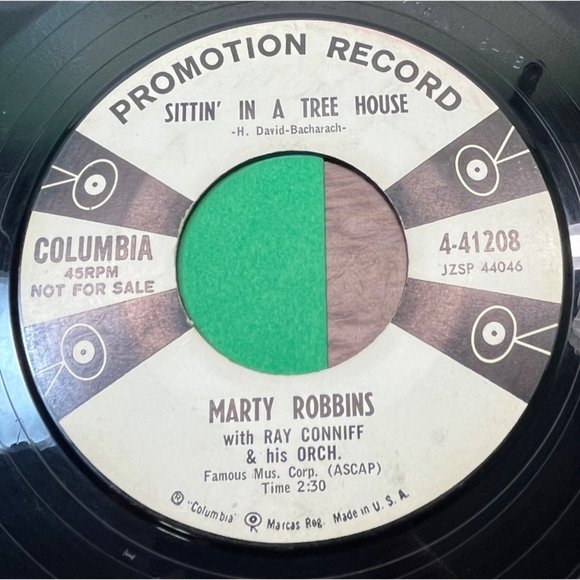 PROMOTION RECORD
SITTIN' IN A TREE HOUSE
-H. David-Bacharach-
COLUMBIA
45RPM
NOT FOR SALE
4-41208
JZSP 44046
MARTY ROBBINS
with RAY CONNIFF
& his ORCH.
Famous Mus. Corp. (ASCAP)
Time 2:30
® "Columbia" Marcas Reg. Made in U. S. A.